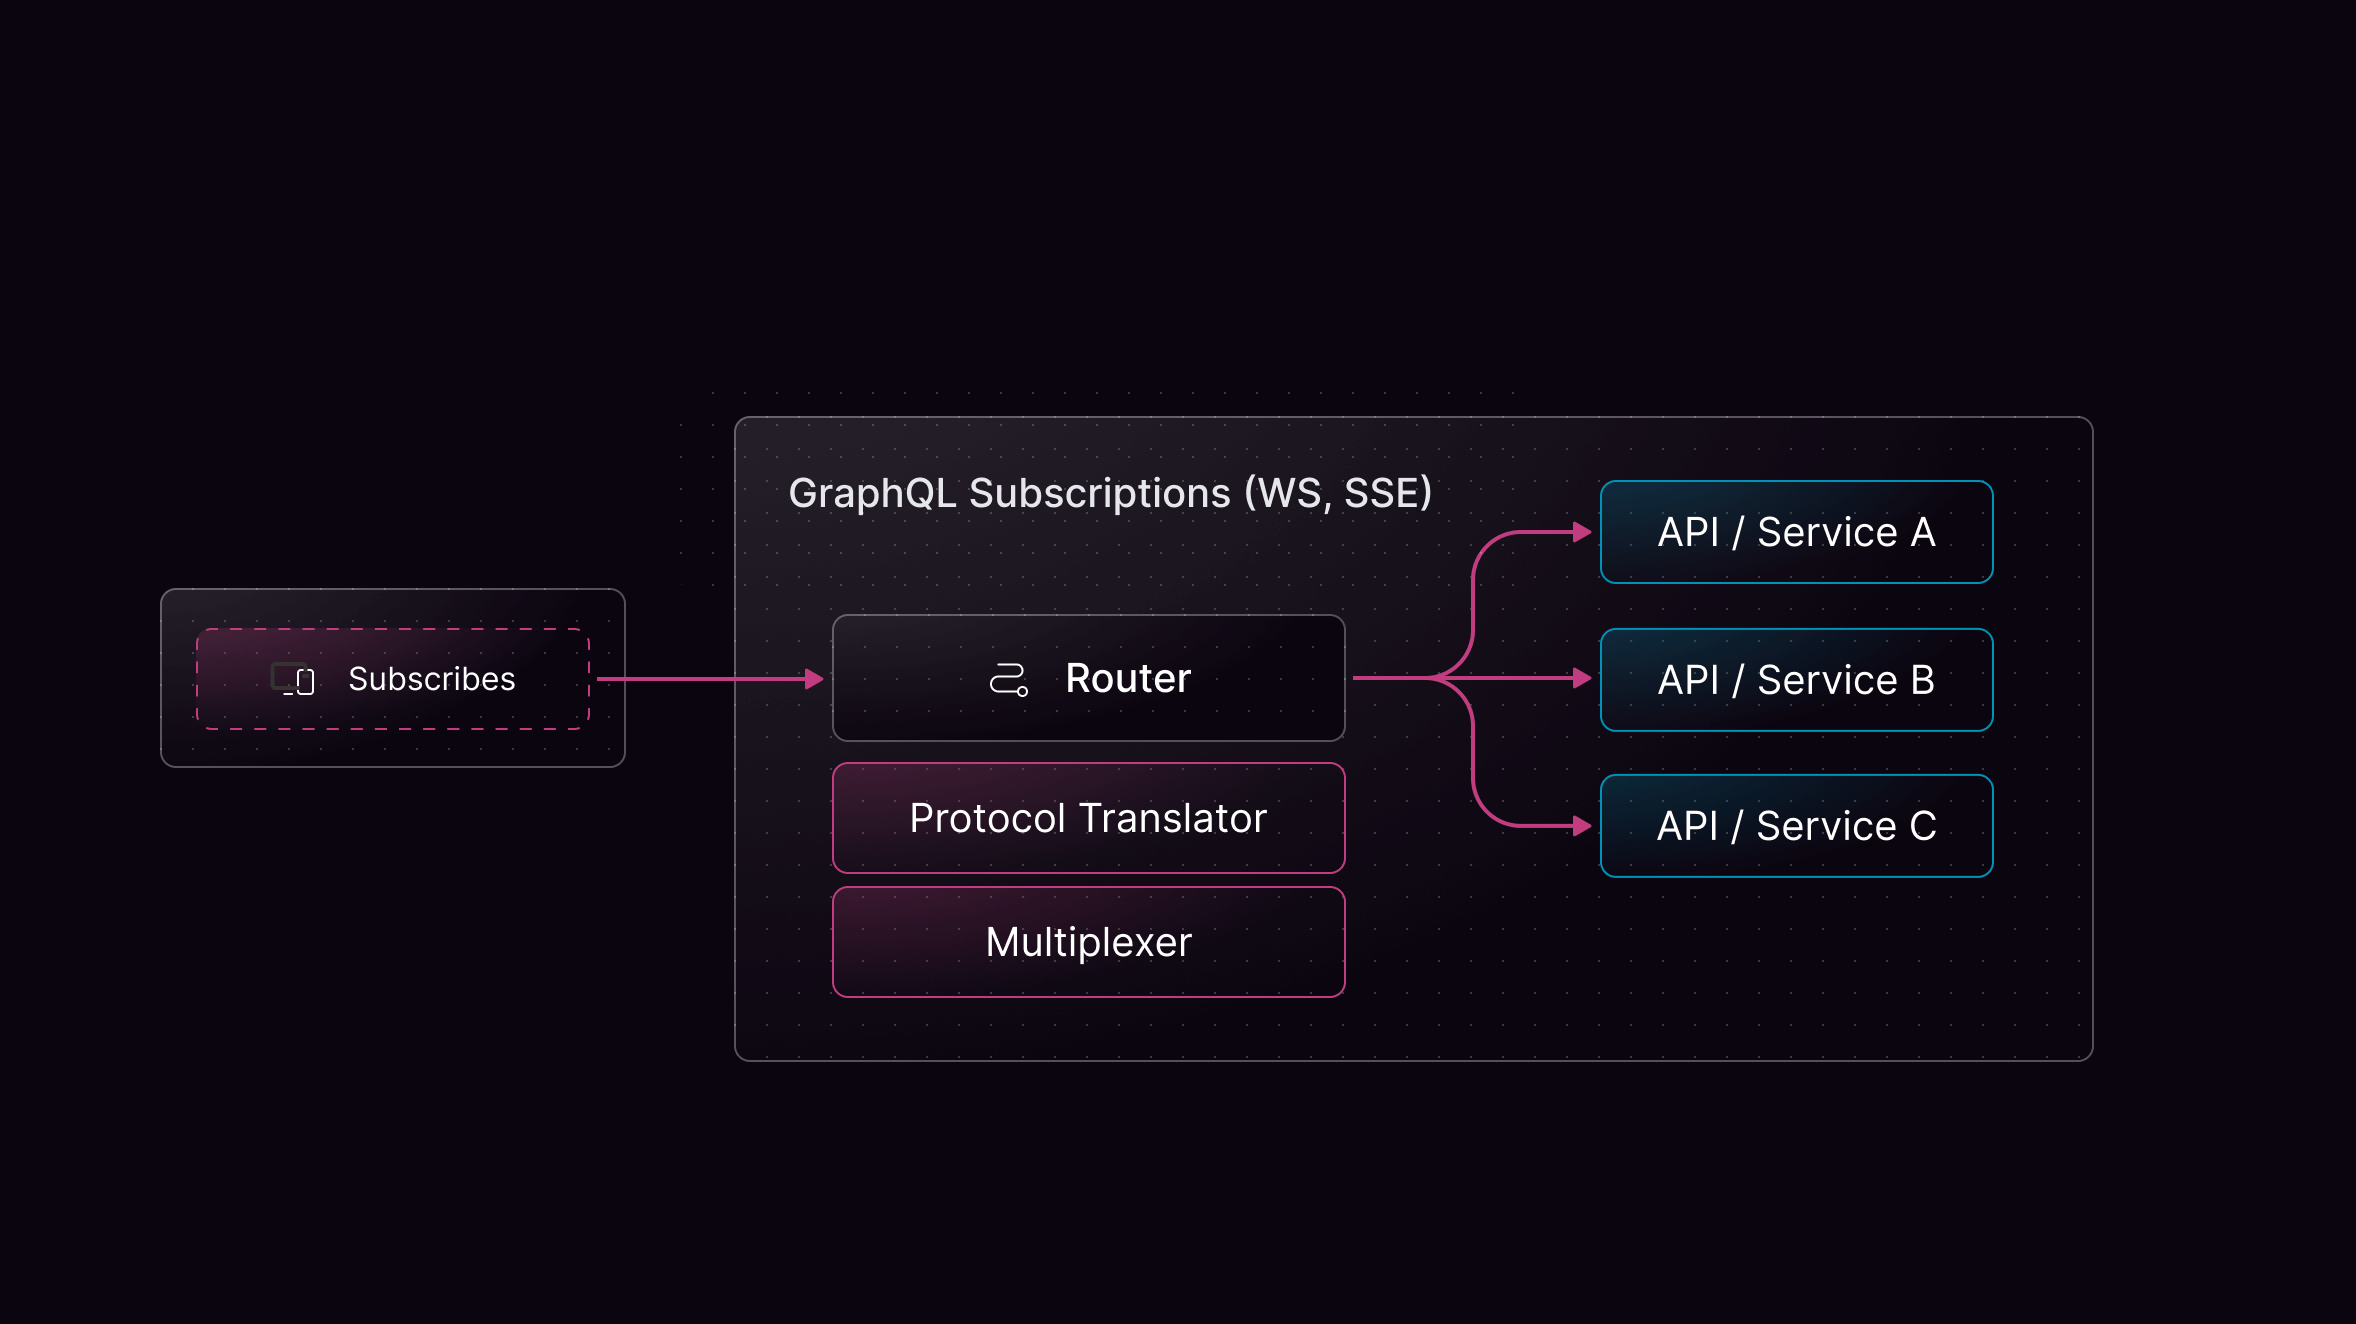 GraphQL Subscriptions (WS, SSE)
Subscribes
Router
Protocol Translator
Multiplexer
API / Service A
API / Service B
API / Service C